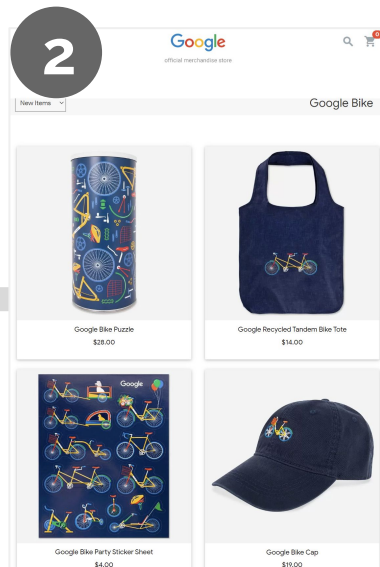 2
Google
0
official merchandise store
New Items
Google Bike
Google Bike Puzzle
$28.00
Google Recycled Tandem Bike Tote
$14.00
Google
Google Bike Party Sticker Sheet
$4.00
Google Bike Cap
$19.00